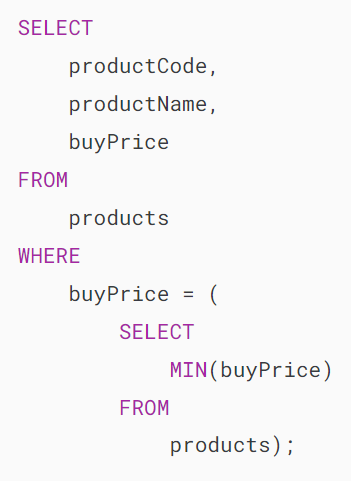 SELECT
    productCode,
    productName,
    buyPrice
FROM
    products
WHERE
    buyPrice = (
        SELECT
            MIN(buyPrice)
        FROM
            products);